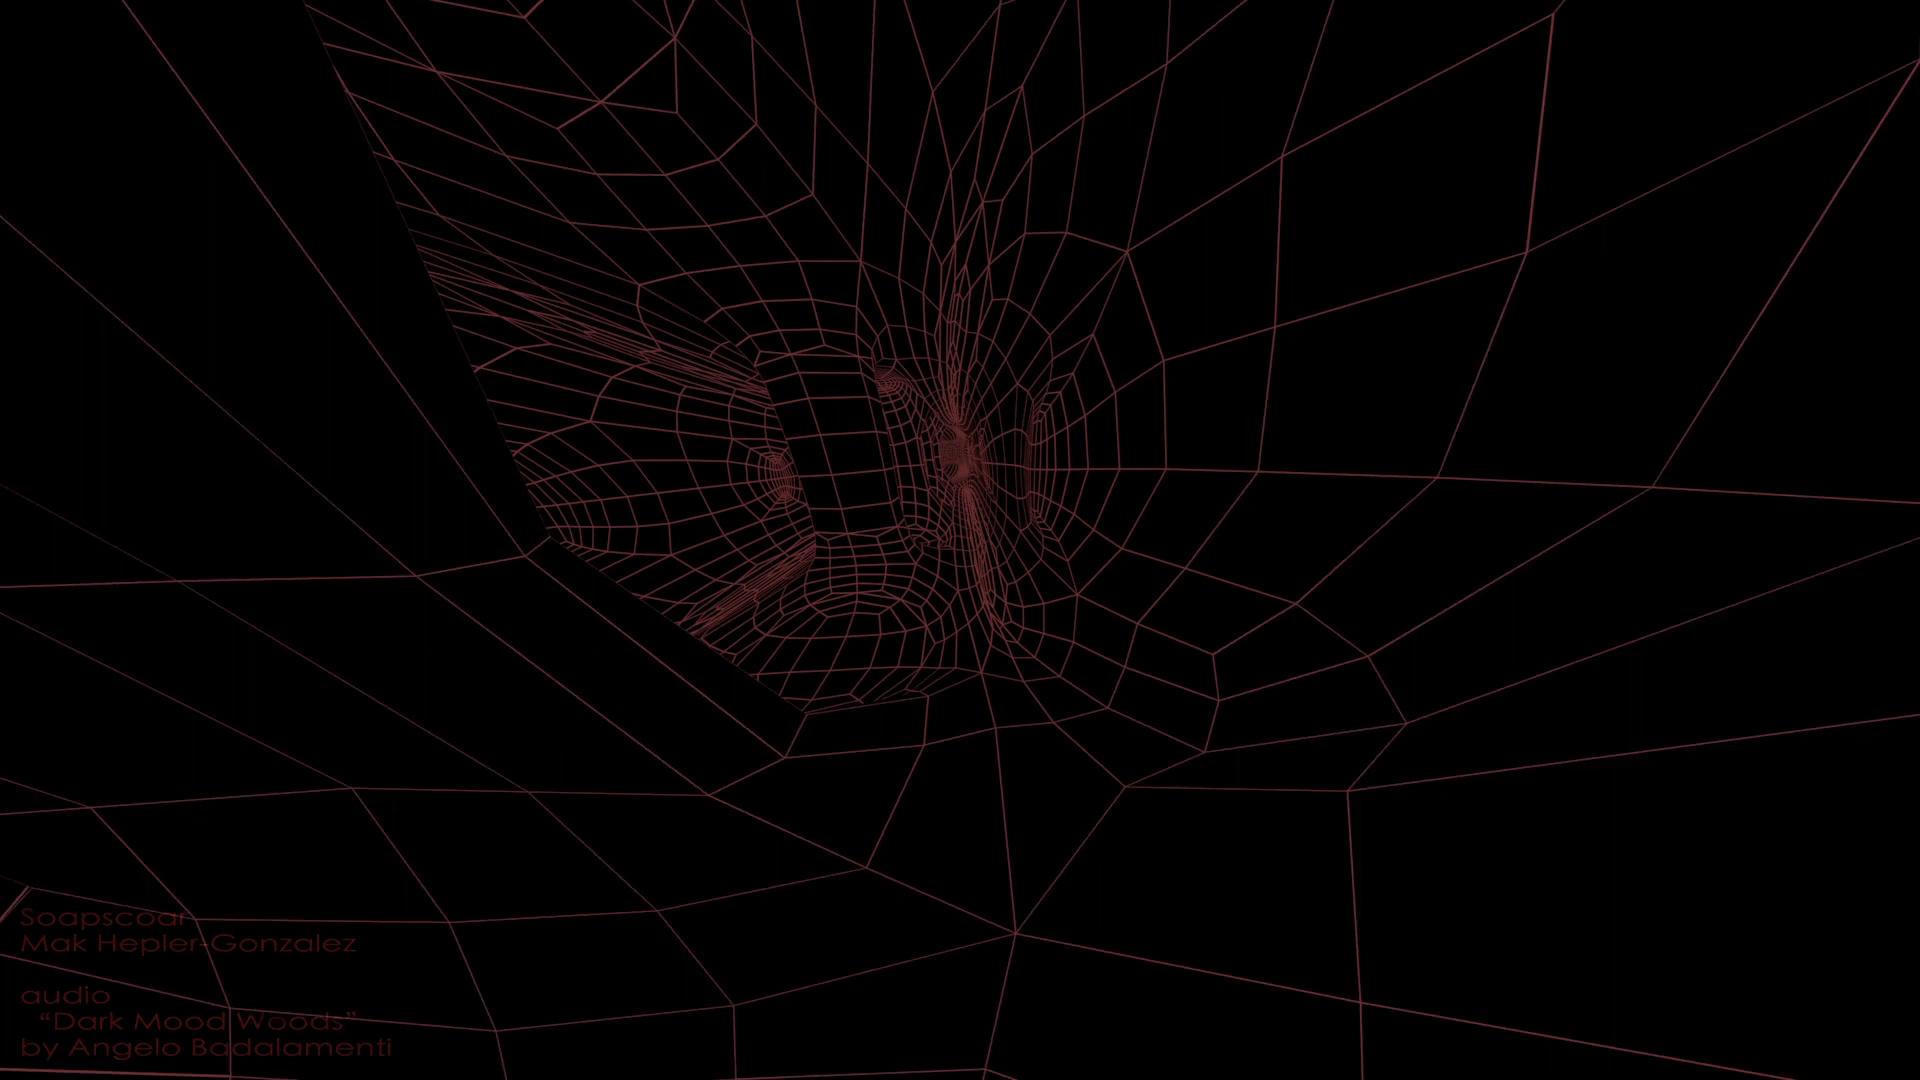 Soapscoar
Mak Hepler-Gonzalez
audio
“Dark Mood Woods”
by Angelo Badalamenti